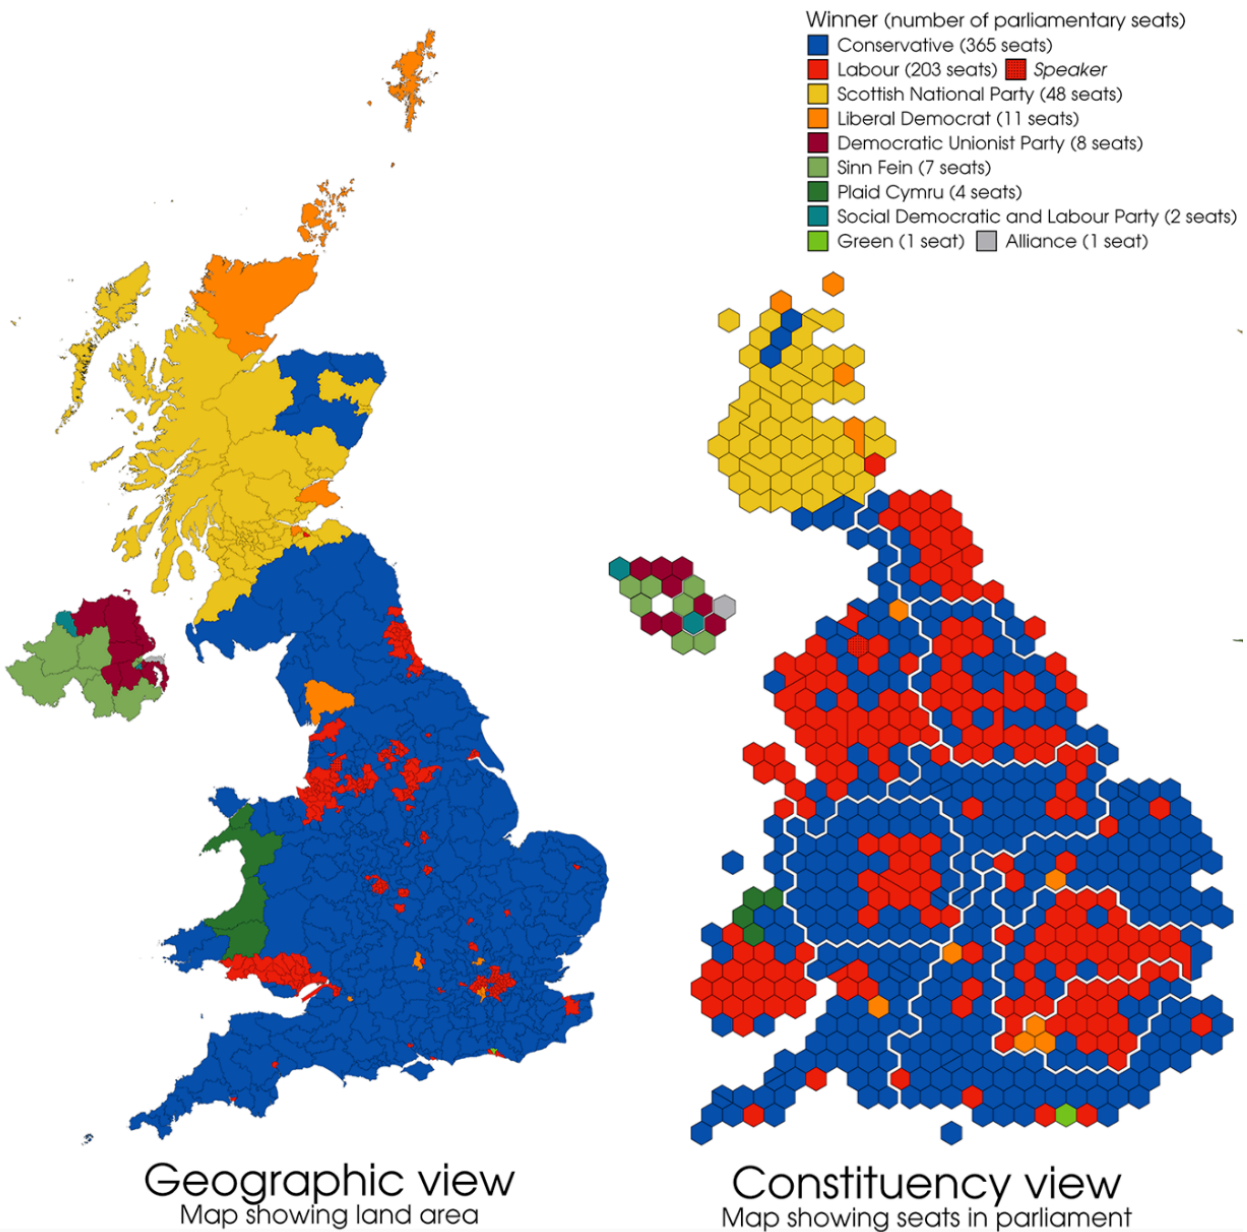 Winner (number of parliamentary seats)
Conservative (365 seats)
Labour (203 seats) Speaker
Scottish National Party (48 seats)
Liberal Democrat (11 seats)
Democratic Unionist Party (8 seats)
Sinn Fein (7 seats)
Plaid Cymru (4 seats)
Social Democratic and Labour Party (2 seats)
Green (1 seat) Alliance (1 seat)
Geographic view
Map showing land area
Constituency view
Map showing seats in parliament